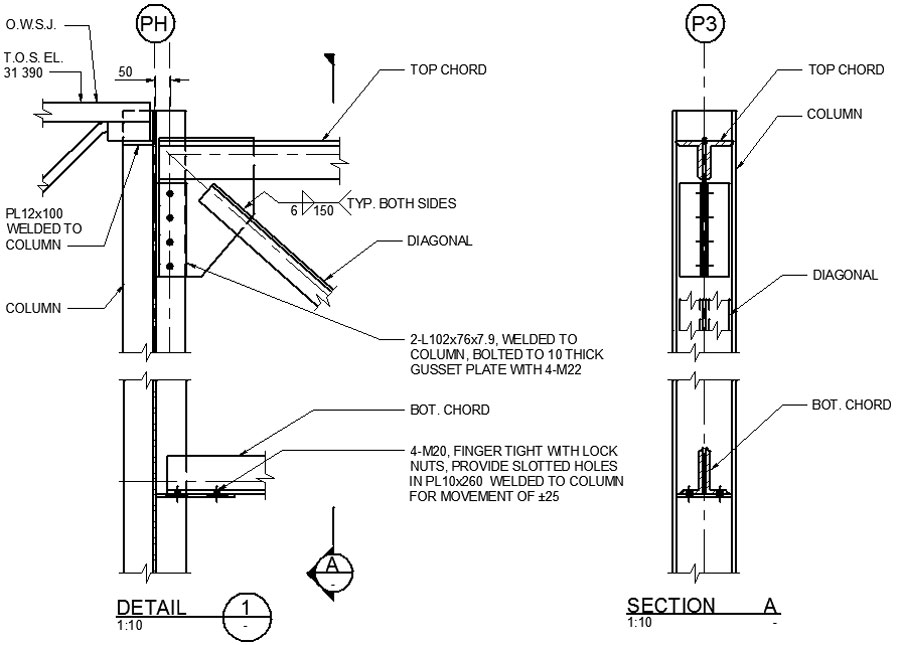 O.W.S.J.
PH
P3
T.O.S. EL.
31 390
50
TOP CHORD
TOP CHORD
COLUMN
6 150
TYP. BOTH SIDES
PL12x100
WELDED TO
COLUMN
DIAGONAL
DIAGONAL
COLUMN
2-L102x76x7.9, WELDED TO
COLUMN, BOLTED TO 10 THICK
GUSSET PLATE WITH 4-M22
BOT. CHORD
BOT. CHORD
4-M20, FINGER TIGHT WITH LOCK
NUTS, PROVIDE SLOTTED HOLES
IN PL10x260 WELDED TO COLUMN
FOR MOVEMENT OF ±25
A
-
DETAIL 1
1:10 -
SECTION A
1:10 -